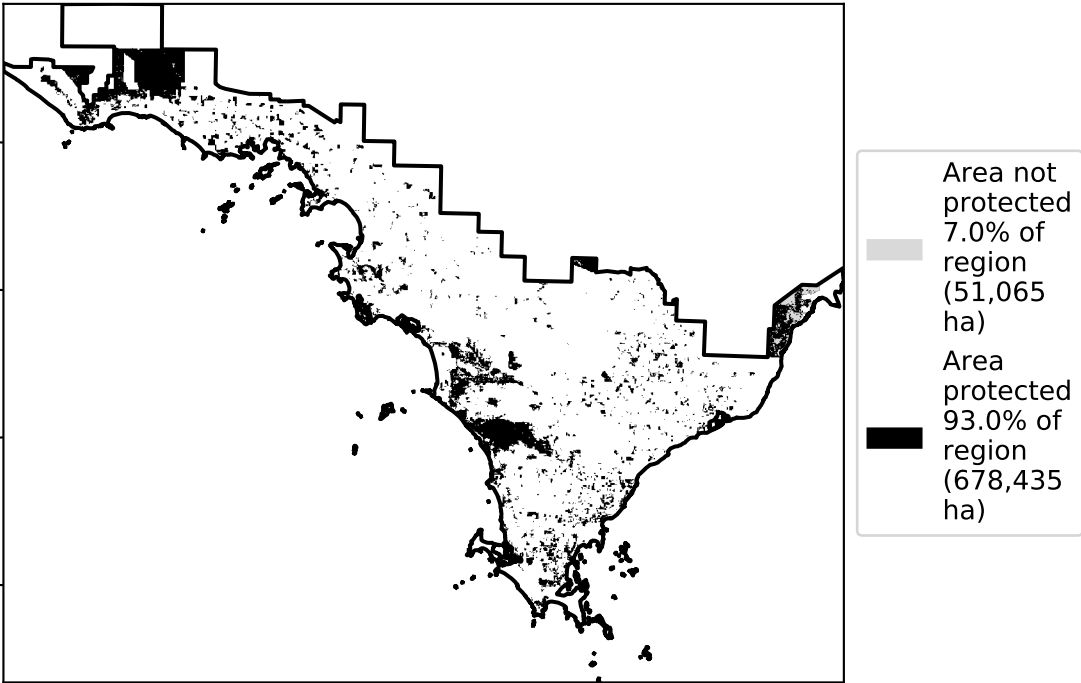 Area not
protected
7.0% of
region
(51,065
ha)
Area
protected
93.0% of
region
(678,435
ha)